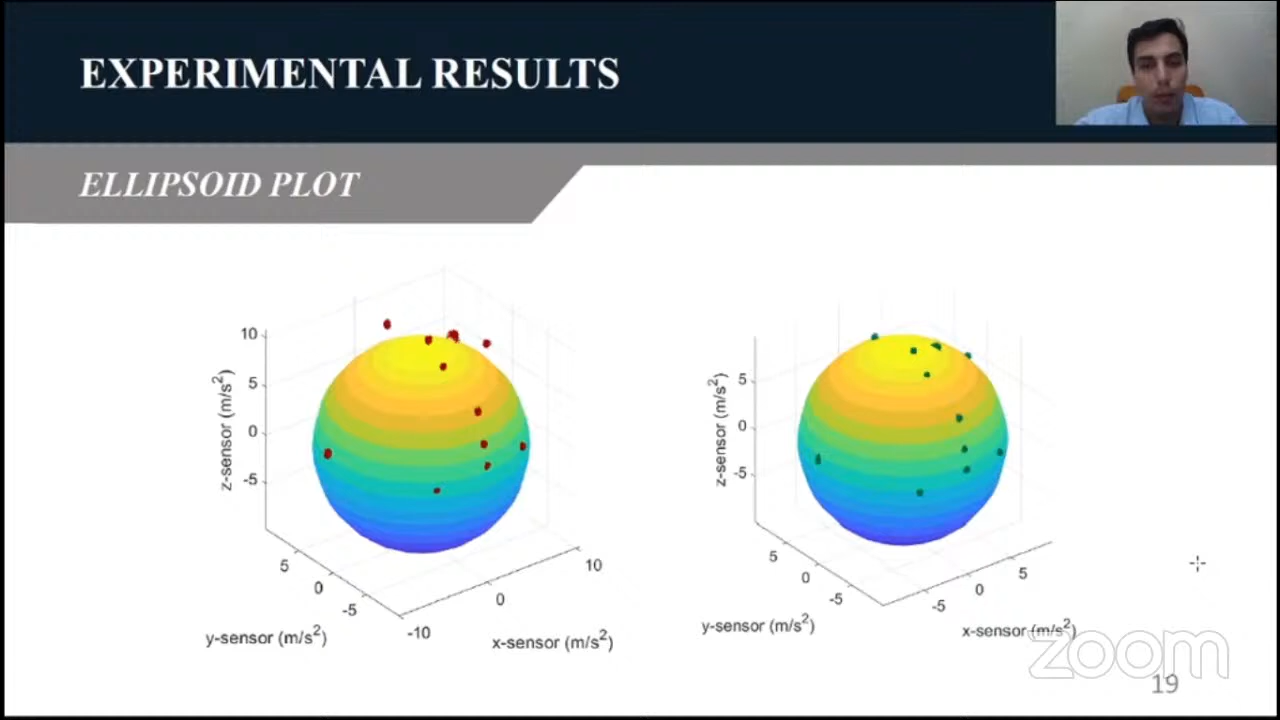 EXPERIMENTAL RESULTS
ELLIPSOID PLOT
10
5
0
-5
z-sensor (m/s²)
5
0
-5
y-sensor (m/s²)
-10
0
10
x-sensor (m/s²)
5
0
-5
z-sensor (m/s²)
5
0
-5
y-sensor (m/s²)
-5
0
5
x-sensor (m/s²)
zoom
19